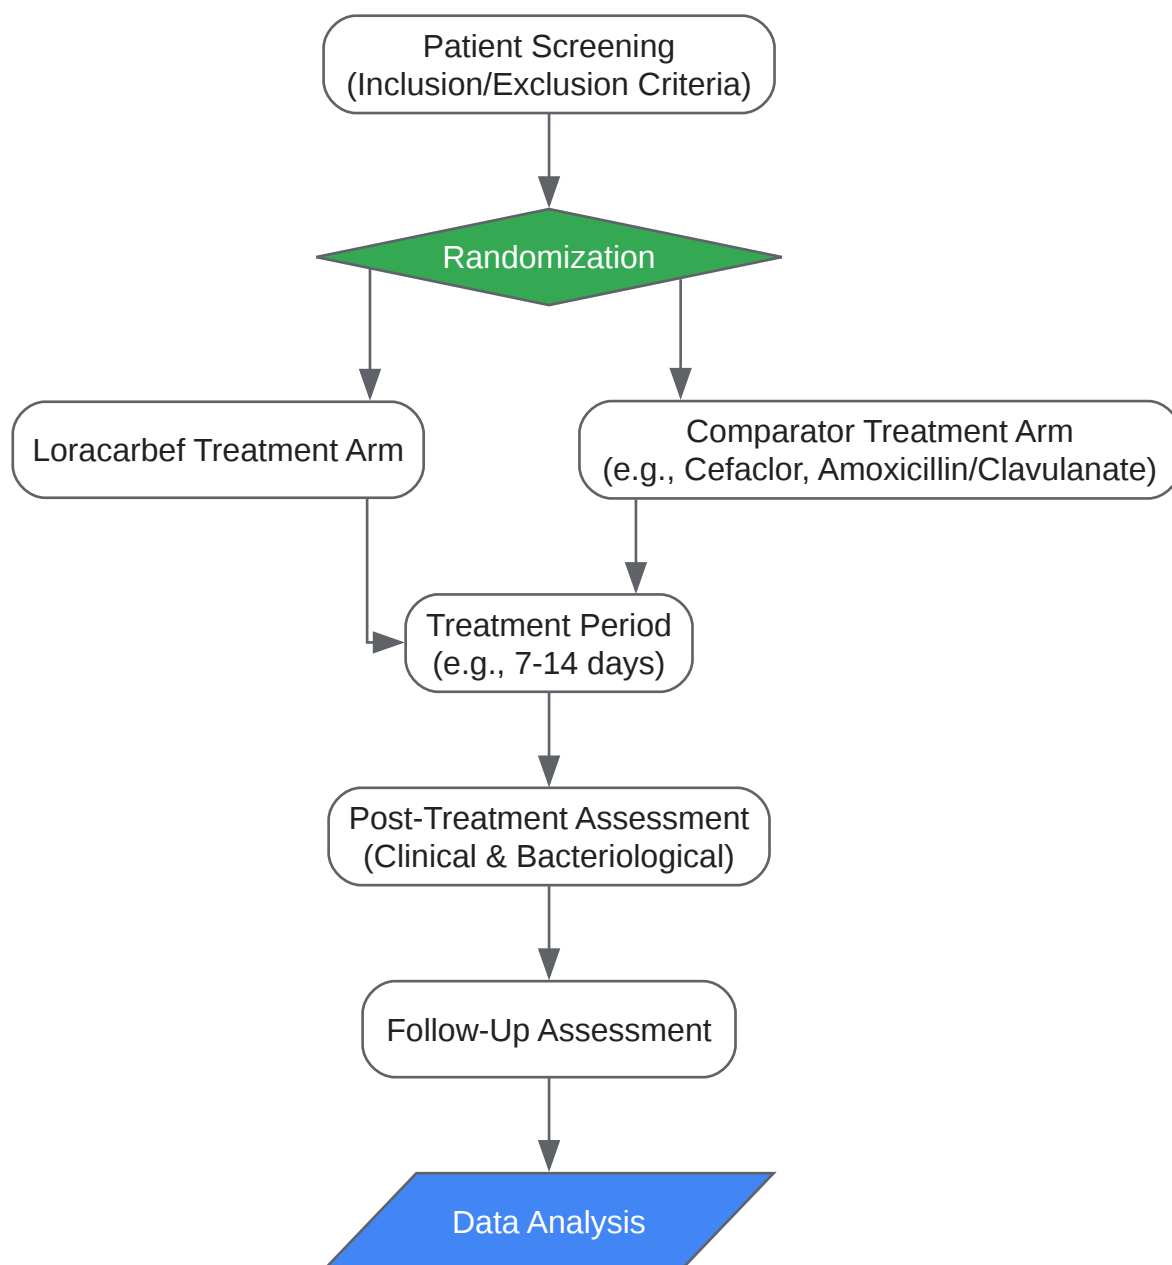 Patient Screening
(Inclusion/Exclusion Criteria)
Randomization
Loracarbef Treatment Arm
Comparator Treatment Arm
(e.g., Cefaclor, Amoxicillin/Clavulanate)
Treatment Period
(e.g., 7-14 days)
Post-Treatment Assessment
(Clinical & Bacteriological)
Follow-Up Assessment
Data Analysis